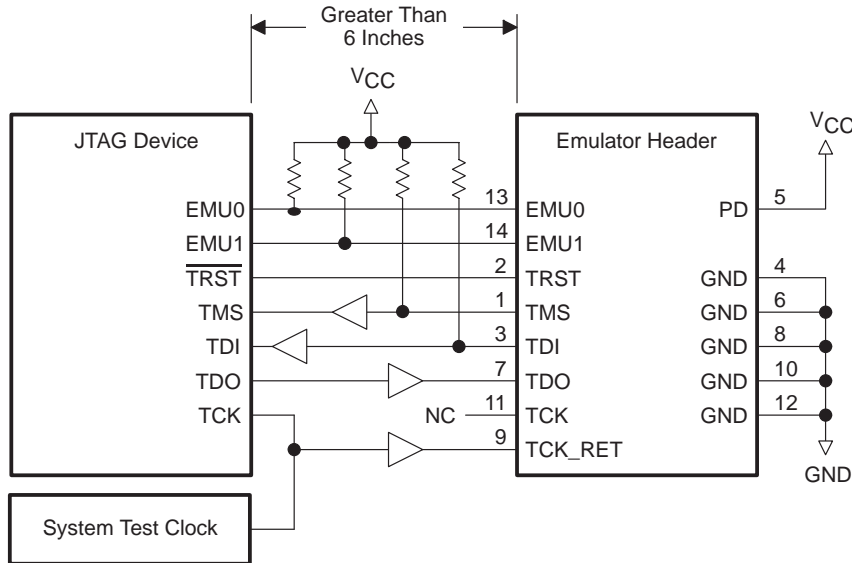 Greater Than
6 Inches
VCC
JTAG Device
Emulator Header
VCC
EMU0 13 EMU0 PD 5
EMU1 14 EMU1
TRST 2 TRST GND 4
TMS 1 TMS GND 6
TDI 3 TDI GND 8
TDO 7 TDO GND 10
TCK NC 11 TCK GND 12
9 TCK_RET
GND
System Test Clock